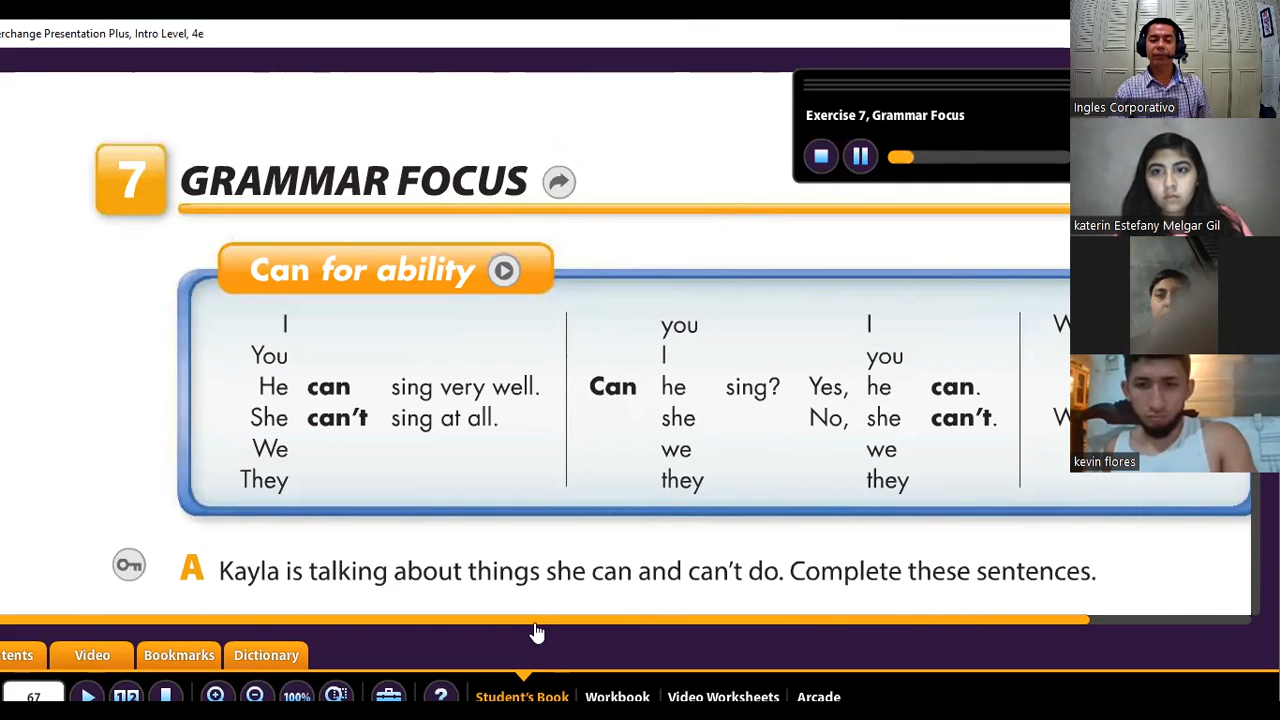 erchange Presentation Plus, Intro Level, 4e
Ingles Corporativo
Exercise 7, Grammar Focus
7 GRAMMAR FOCUS
katerin Estefany Melgar Gil
Can for ability
I you I
You I you
He can sing very well. Can he sing? Yes, he can.
She can't sing at all. she No, she can't.
We we we
They they they
kevin flores
A Kayla is talking about things she can and can't do. Complete these sentences.
tents Video Bookmarks Dictionary
67 100% ? Student's Book Workbook Video Worksheets Arcade